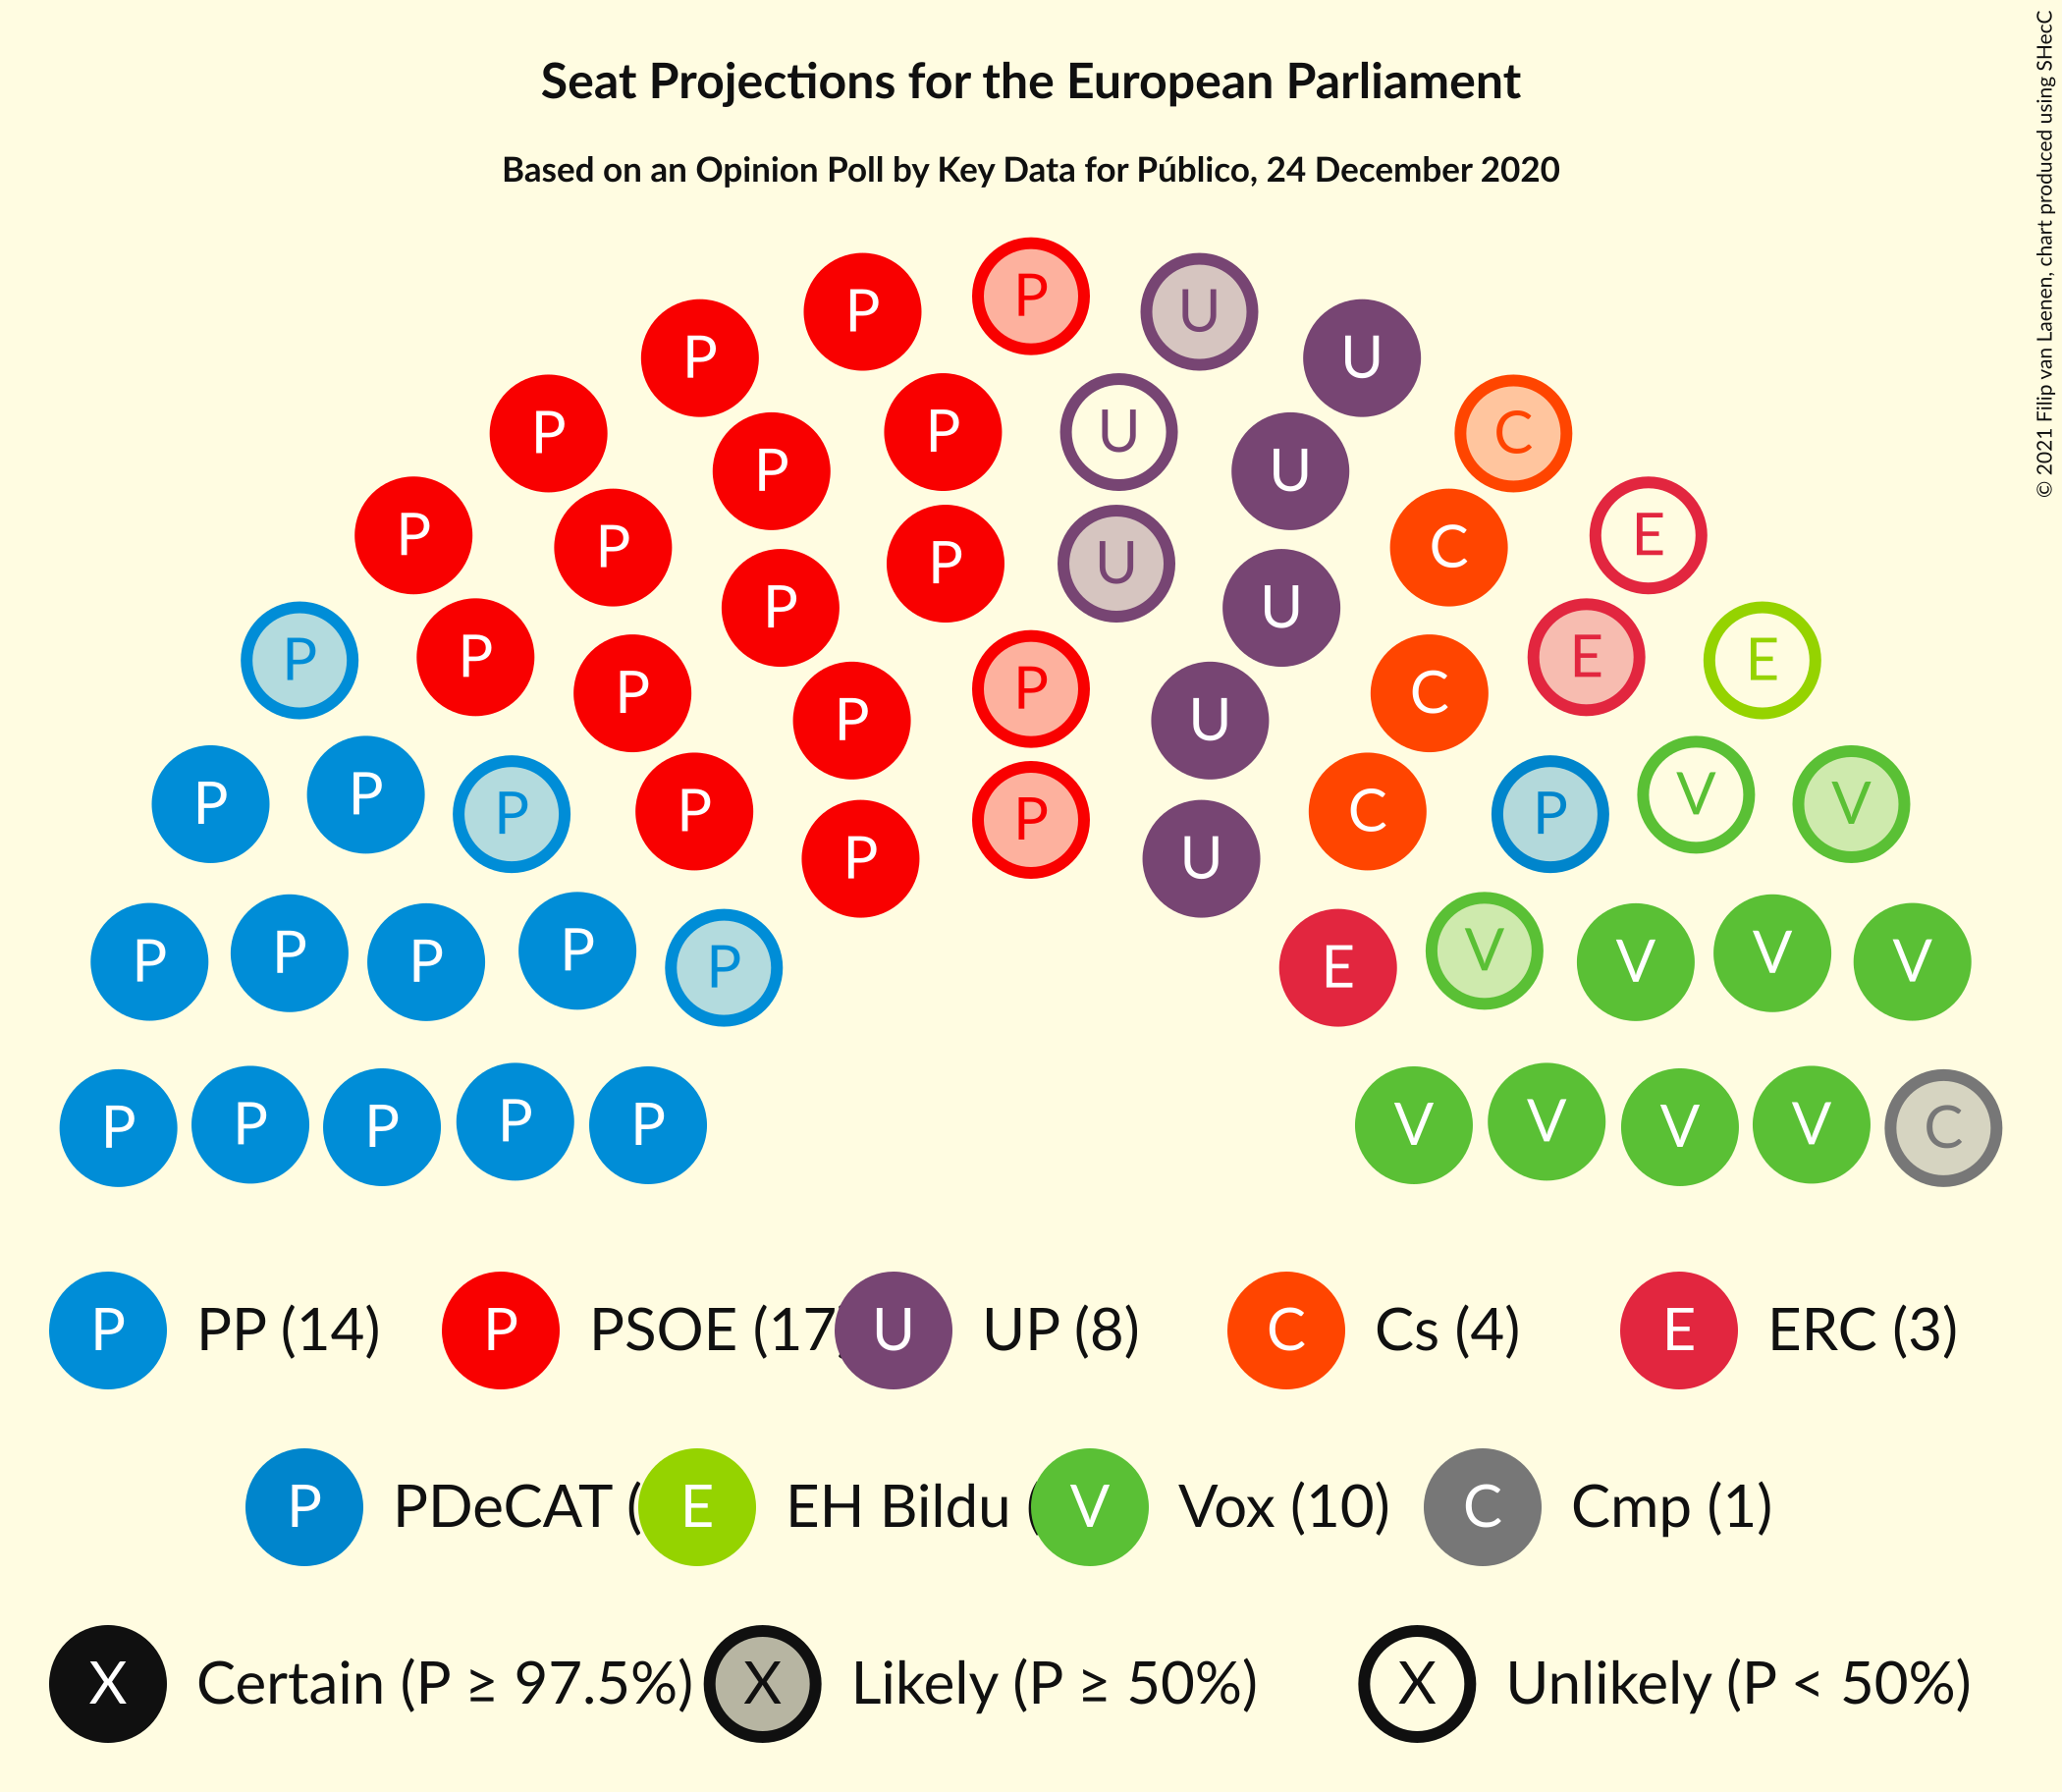 Seat Projections for the European Parliament
Based on an Opinion Poll by Key Data for Público, 24 December 2020
© 2021 Filip van Laenen, chart produced using SHecC
P P P U U
P P C
P P U U
P P P U C E
P P U C E
P P P P E
P P U
P P P P C P V V
P P P C
P U
P P P P P E V V V V
P P P P P V V V V C
P PP (14) P PSOE (17 U UP (8) C Cs (4) E ERC (3)
P PDeCAT ( E EH Bildu ( V Vox (10) C Cmp (1)
X Certain (P ≥ 97.5%) X Likely (P ≥ 50%) X Unlikely (P < 50%)